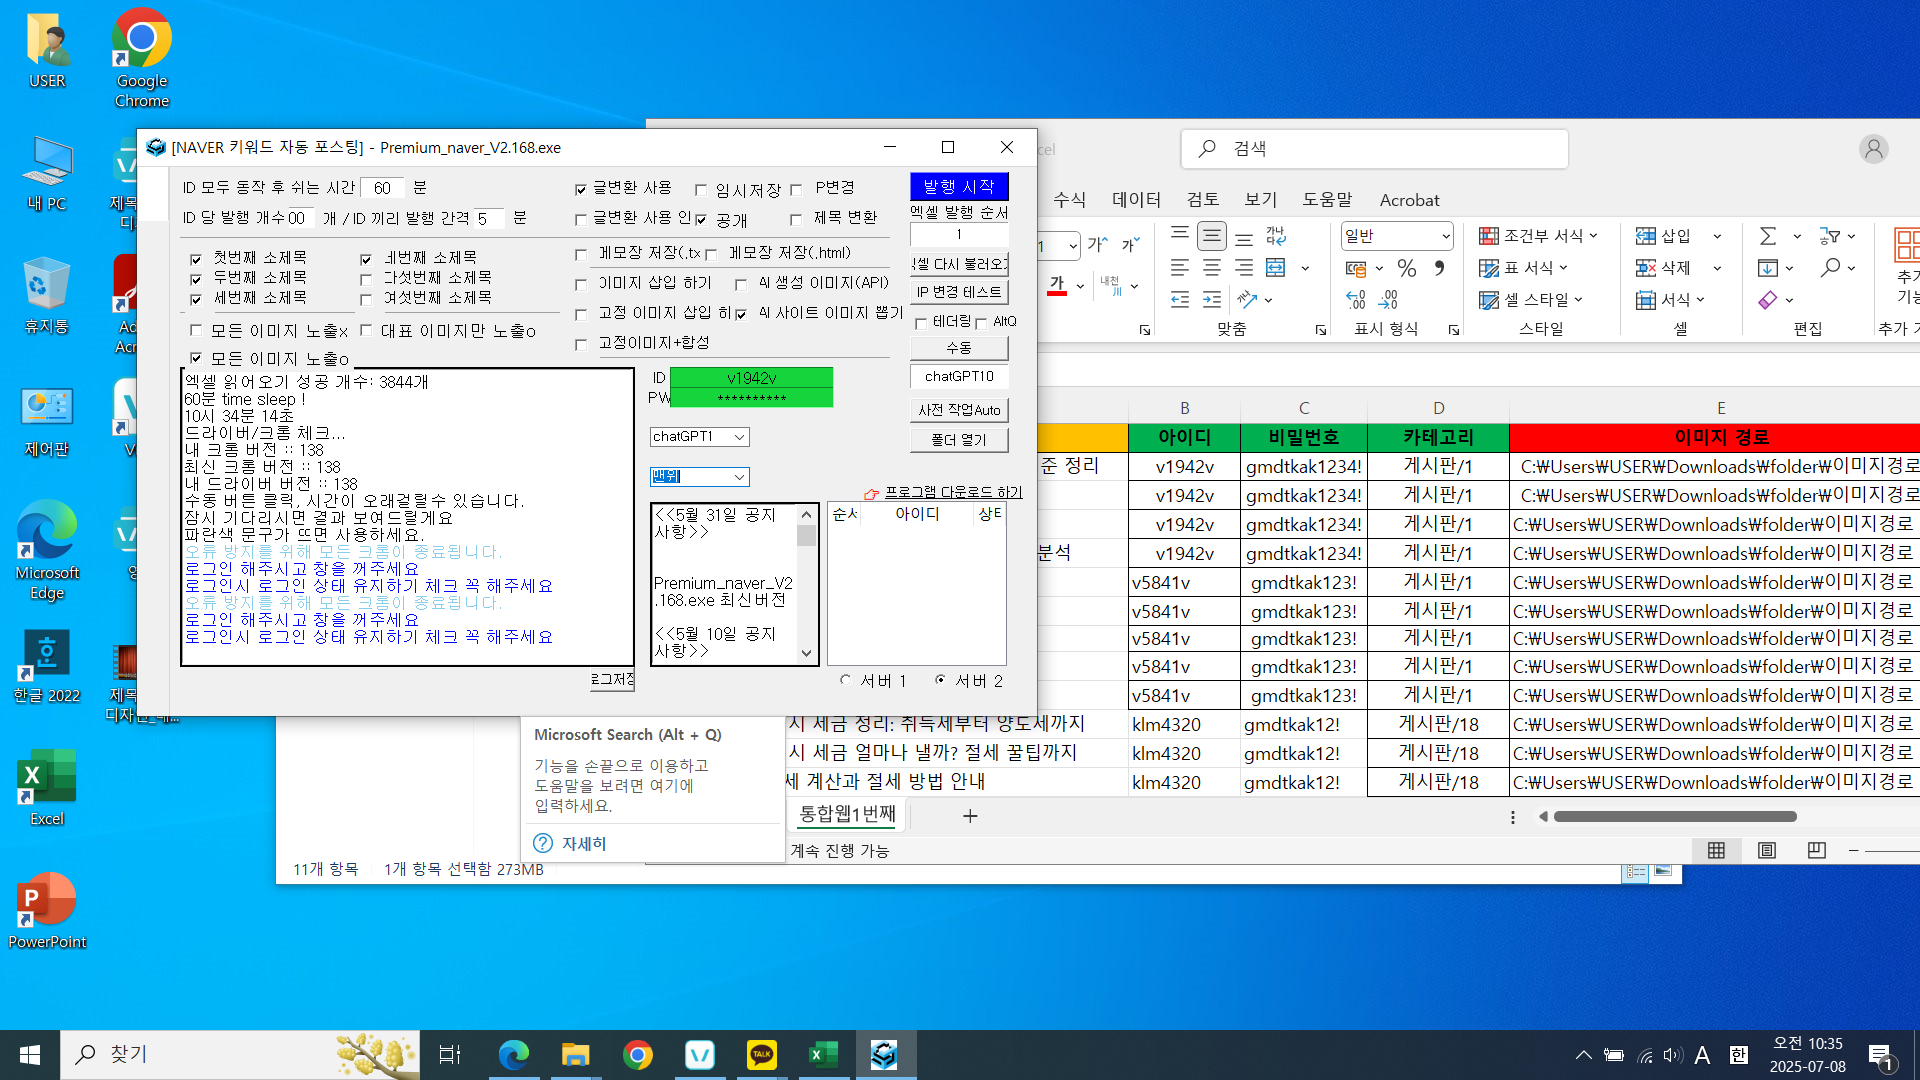 USER
Google
Chrome
내 PC
휴지통
제어판
Microsoft
Edge
한글 2022
Excel
PowerPoint
[NAVER 키워드 자동 포스팅] - Premium_naver_V2.168.exe
ID 모두 동작 후 쉬는 시간 60 분
ID 당 발행 개수 00 개 / ID 끼리 발행 간격 5 분
글변환 사용 임시저장 P변경
글변환 사용 인 공개 제목 변환
첫번째 소제목 네번째 소제목
두번째 소제목 다섯번째 소제목
세번째 소제목 여섯번째 소제목
모든 이미지 노출x 대표 이미지만 노출o
모든 이미지 노출o
메모장 저장(.tx 메모장 저장(.html)
이미지 삽입 하기 AI 생성 이미지(API)
고정 이미지 삽입 하 AI 사이트 이미지 뽑기
고정이미지+합성
발행 시작
엑셀 발행 순서
1
엑셀 다시 불러오기
IP 변경 테스트
테더링 AltQ
수동
chatGPT10
사전 작업Auto
폴더 열기
엑셀 읽어오기 성공 개수: 3844개
60분 time sleep !
10시 34분 14초
드라이버/크롬 체크...
내 크롬 버전 :: 138
최신 크롬 버전 :: 138
내 드라이버 버전 :: 138
수동 버튼 클릭, 시간이 오래걸릴수 있습니다.
잠시 기다리시면 결과 보여드릴게요
파란색 문구가 뜨면 사용하세요.
오류 방지를 위해 모든 크롬이 종료됩니다.
로그인 해주시고 창을 꺼주세요
로그인시 로그인 상태 유지하기 체크 꼭 해주세요
오류 방지를 위해 모든 크롬이 종료됩니다.
로그인 해주시고 창을 꺼주세요
로그인시 로그인 상태 유지하기 체크 꼭 해주세요
로그저장
ID v1942v
PW **********
chatGPT1
맨위
프로그램 다운로드 하기
<<5월 31일 공지
사항>>
Premium_naver_V2
.168.exe 최신버전
<<5월 10일 공지
사항>>
순서 아이디 상태
서버 1 서버 2
검색
수식 데이터 검토 보기 도움말 Acrobat
일반
조건부 서식
표 서식
셀 스타일
삽입
삭제
서식
맞춤 표시 형식 스타일 셀 편집
B C D E
아이디 비밀번호 카테고리 이미지 경로
준 정리 v1942v gmdtkak1234! 게시판/1 C:₩Users₩USER₩Downloads₩folder₩이미지경로
v1942v gmdtkak1234! 게시판/1 C:₩Users₩USER₩Downloads₩folder₩이미지경로
v1942v gmdtkak1234! 게시판/1 C:₩Users₩USER₩Downloads₩folder₩이미지경로
분석 v1942v gmdtkak1234! 게시판/1 C:₩Users₩USER₩Downloads₩folder₩이미지경로
v5841v gmdtkak123! 게시판/1 C:₩Users₩USER₩Downloads₩folder₩이미지경로
v5841v gmdtkak123! 게시판/1 C:₩Users₩USER₩Downloads₩folder₩이미지경로
v5841v gmdtkak123! 게시판/1 C:₩Users₩USER₩Downloads₩folder₩이미지경로
v5841v gmdtkak123! 게시판/1 C:₩Users₩USER₩Downloads₩folder₩이미지경로
v5841v gmdtkak123! 게시판/1 C:₩Users₩USER₩Downloads₩folder₩이미지경로
시 세금 정리: 취득세부터 양도세까지 klm4320 gmdtkak12! 게시판/18 C:₩Users₩USER₩Downloads₩folder₩이미지경로
시 세금 얼마나 낼까? 절세 꿀팁까지 klm4320 gmdtkak12! 게시판/18 C:₩Users₩USER₩Downloads₩folder₩이미지경로
세 계산과 절세 방법 안내 klm4320 gmdtkak12! 게시판/18 C:₩Users₩USER₩Downloads₩folder₩이미지경로
통합웹1번째
계속 진행 가능
Microsoft Search (Alt + Q)
기능을 손끝으로 이용하고
도움말을 보려면 여기에
입력하세요.
자세히
11개 항목 1개 항목 선택함 273MB
찾기
A 한
오전 10:35
2025-07-08
1